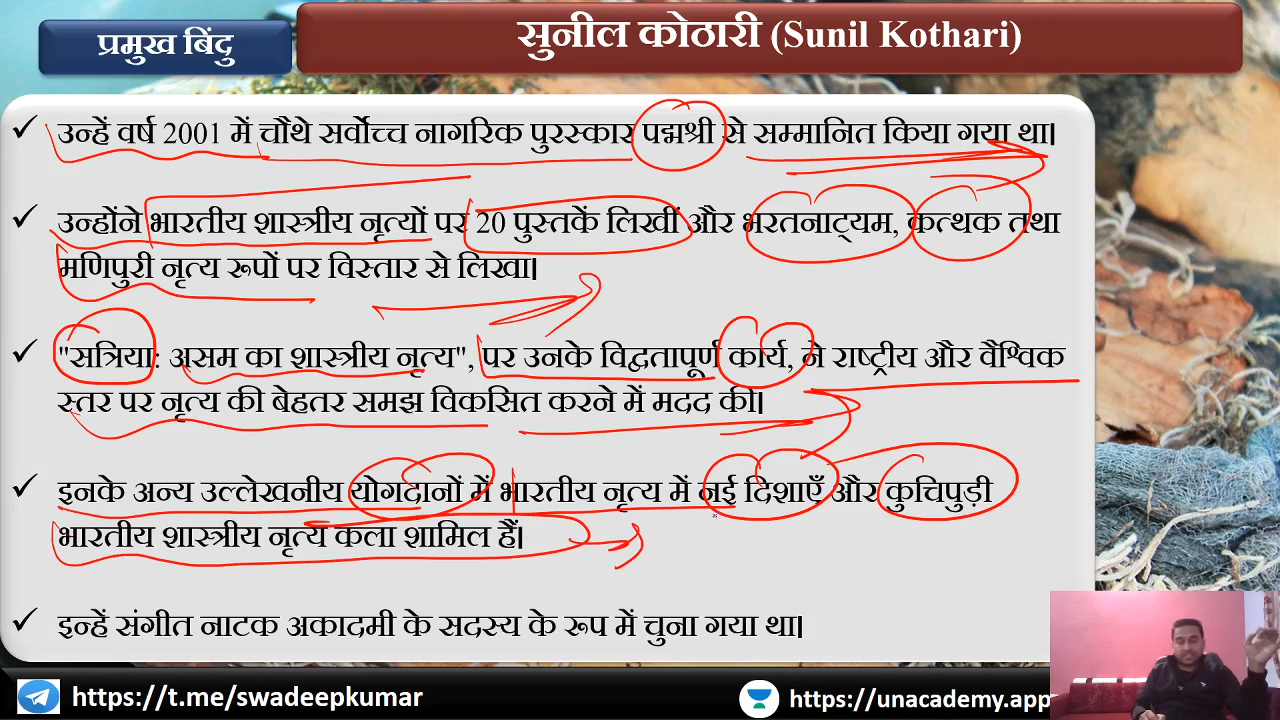 प्रमुख बिंदु
सुनील कोठारी (Sunil Kothari)
उन्हें वर्ष 2001 में चौथे सर्वोच्च नागरिक पुरस्कार पद्मश्री से सम्मानित किया गया था।
उन्होंने भारतीय शास्त्रीय नृत्यों पर 20 पुस्तकें लिखीं और भरतनाट्यम, कत्थक तथा
मणिपुरी नृत्य रूपों पर विस्तार से लिखा।
"सत्रिया: असम का शास्त्रीय नृत्य", पर उनके विद्वतापूर्ण कार्य, ने राष्ट्रीय और वैश्विक
स्तर पर नृत्य की बेहतर समझ विकसित करने में मदद की।
इनके अन्य उल्लेखनीय योगदानों में भारतीय नृत्य में नई दिशाएँ और कुचिपुड़ी
भारतीय शास्त्रीय नृत्य कला शामिल हैं।
इन्हें संगीत नाटक अकादमी के सदस्य के रूप में चुना गया था।
https://t.me/swadeepkumar
https://unacademy.app